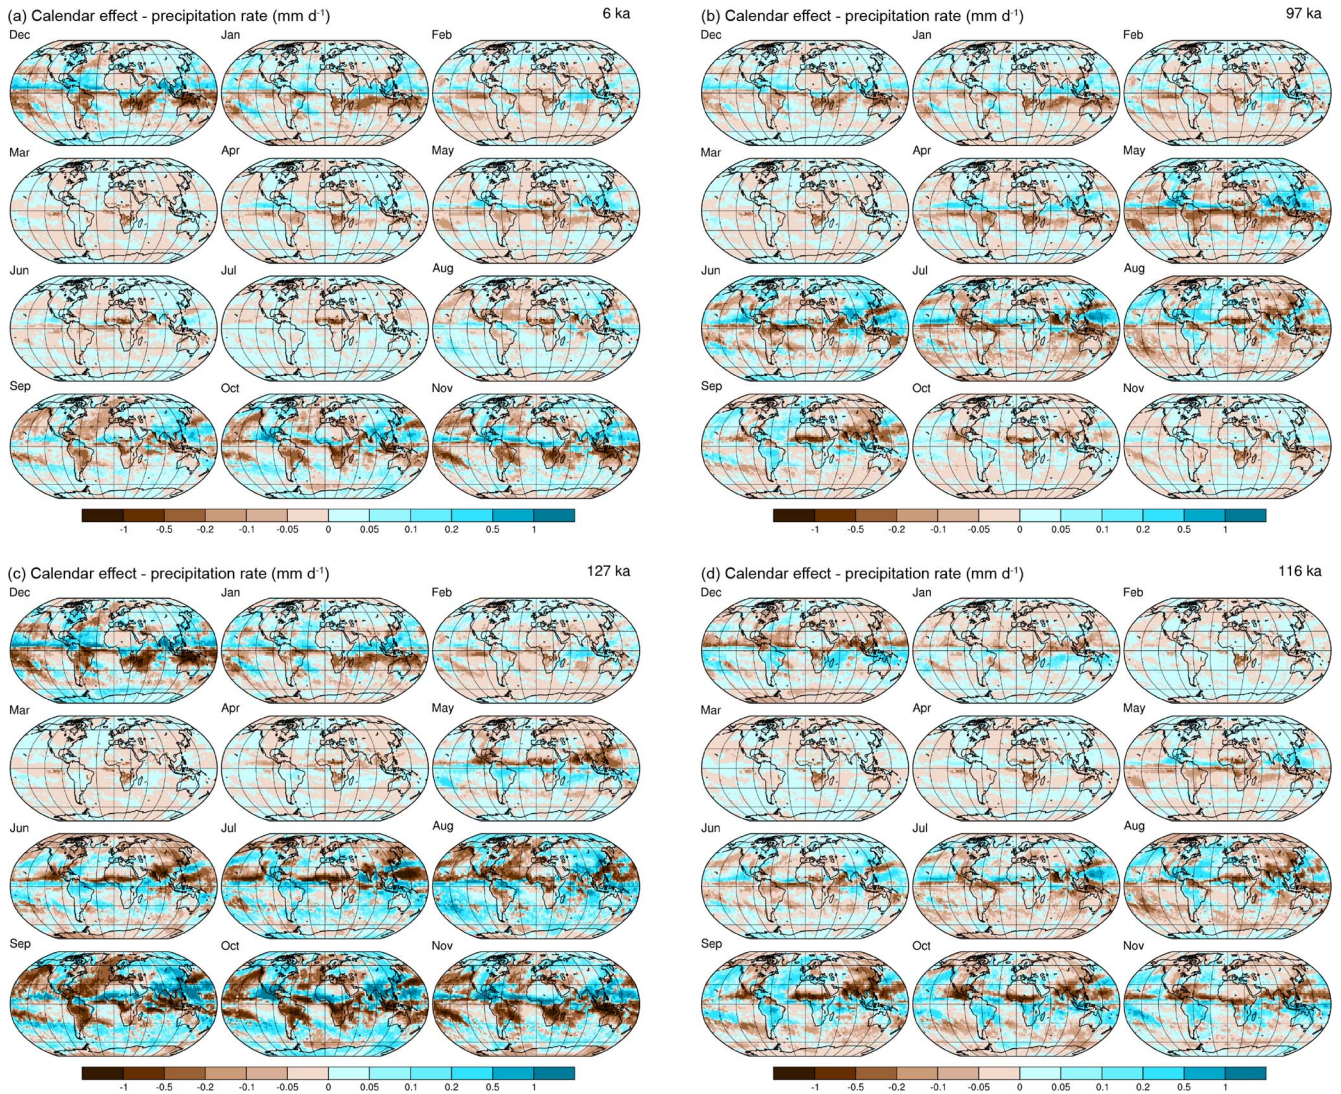 (a) Calendar effect - precipitation rate (mm d⁻¹) 6 ka
Dec Jan Feb
Mar Apr May
Jun Jul Aug
Sep Oct Nov
-1 -0.5 -0.2 -0.1 -0.05 0 0.05 0.1 0.2 0.5 1
(b) Calendar effect - precipitation rate (mm d⁻¹) 97 ka
Dec Jan Feb
Mar Apr May
Jun Jul Aug
Sep Oct Nov
-1 -0.5 -0.2 -0.1 -0.05 0 0.05 0.1 0.2 0.5 1
(c) Calendar effect - precipitation rate (mm d⁻¹) 127 ka
Dec Jan Feb
Mar Apr May
Jun Jul Aug
Sep Oct Nov
-1 -0.5 -0.2 -0.1 -0.05 0 0.05 0.1 0.2 0.5 1
(d) Calendar effect - precipitation rate (mm d⁻¹) 116 ka
Dec Jan Feb
Mar Apr May
Jun Jul Aug
Sep Oct Nov
-1 -0.5 -0.2 -0.1 -0.05 0 0.05 0.1 0.2 0.5 1